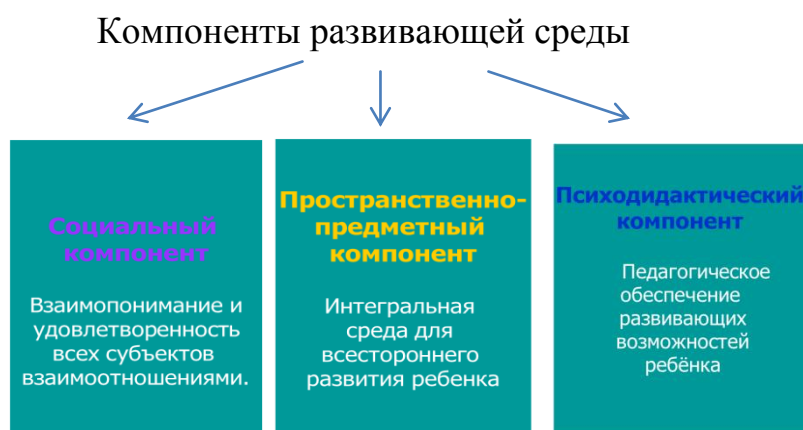 Компоненты развивающей среды
Социальный
компонент
Взаимопонимание и
удовлетворенность
всех субъектов
взаимоотношениями.
Пространственно-
предметный
компонент
Интегральная
среда для
всестороннего
развития ребенка
Психодидактический
компонент
Педагогическое
обеспечение
развивающих
возможностей
ребёнка